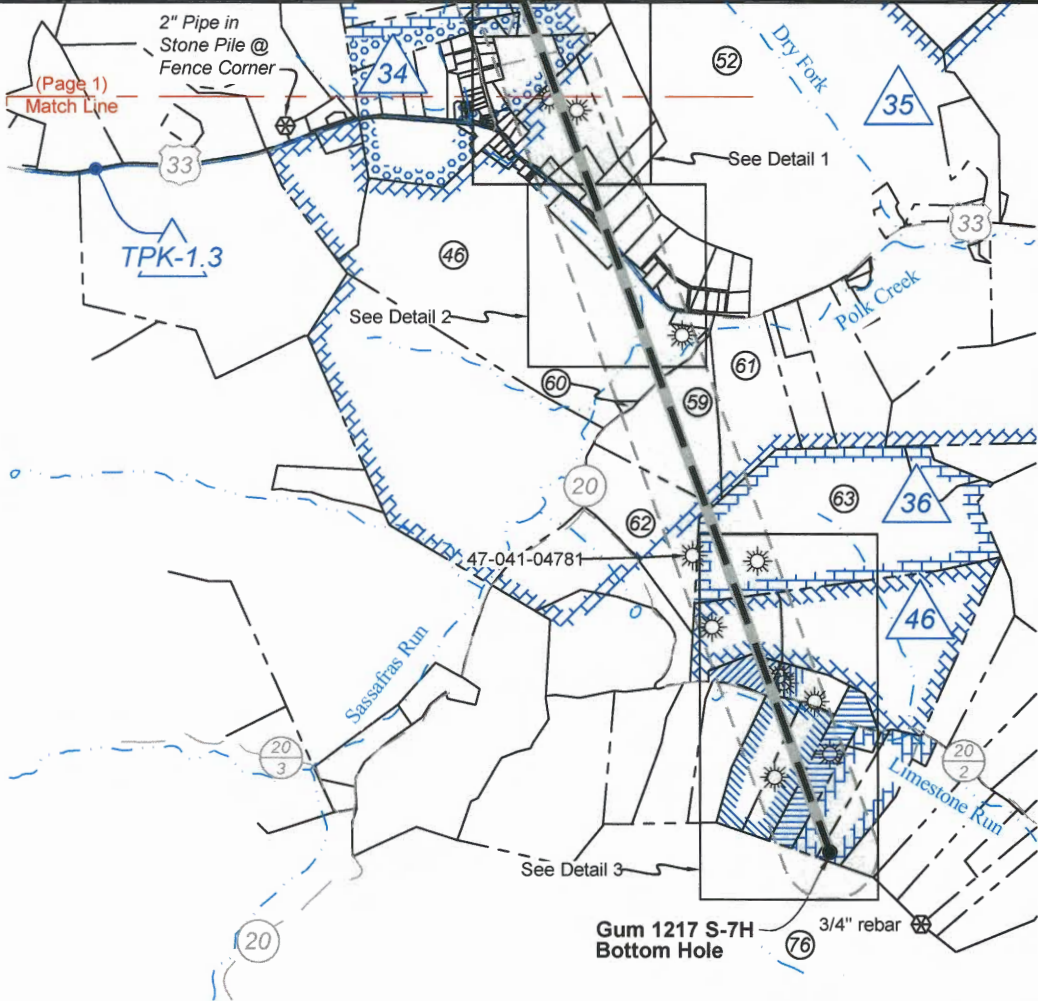 2" Pipe in
Stone Pile @
Fence Corner
(Page 1)
Match Line
34
52
Dry Fork
35
33
See Detail 1
33
TPK-1.3
46
Polk Creek
See Detail 2
60
61
59
20
63
36
62
47-041-04781
46
Sassafras Run
20
3
20
2
Limestone Run
See Detail 3
Gum 1217 S-7H
Bottom Hole
3/4" rebar
76
20